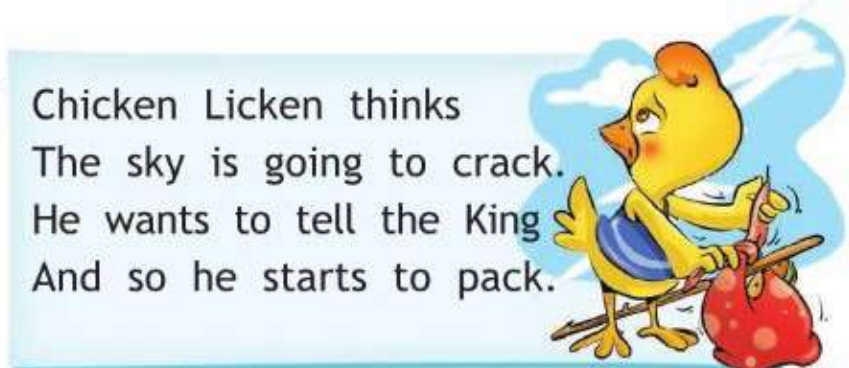 Chicken Licken thinks
The sky is going to crack.
He wants to tell the King
And so he starts to pack.